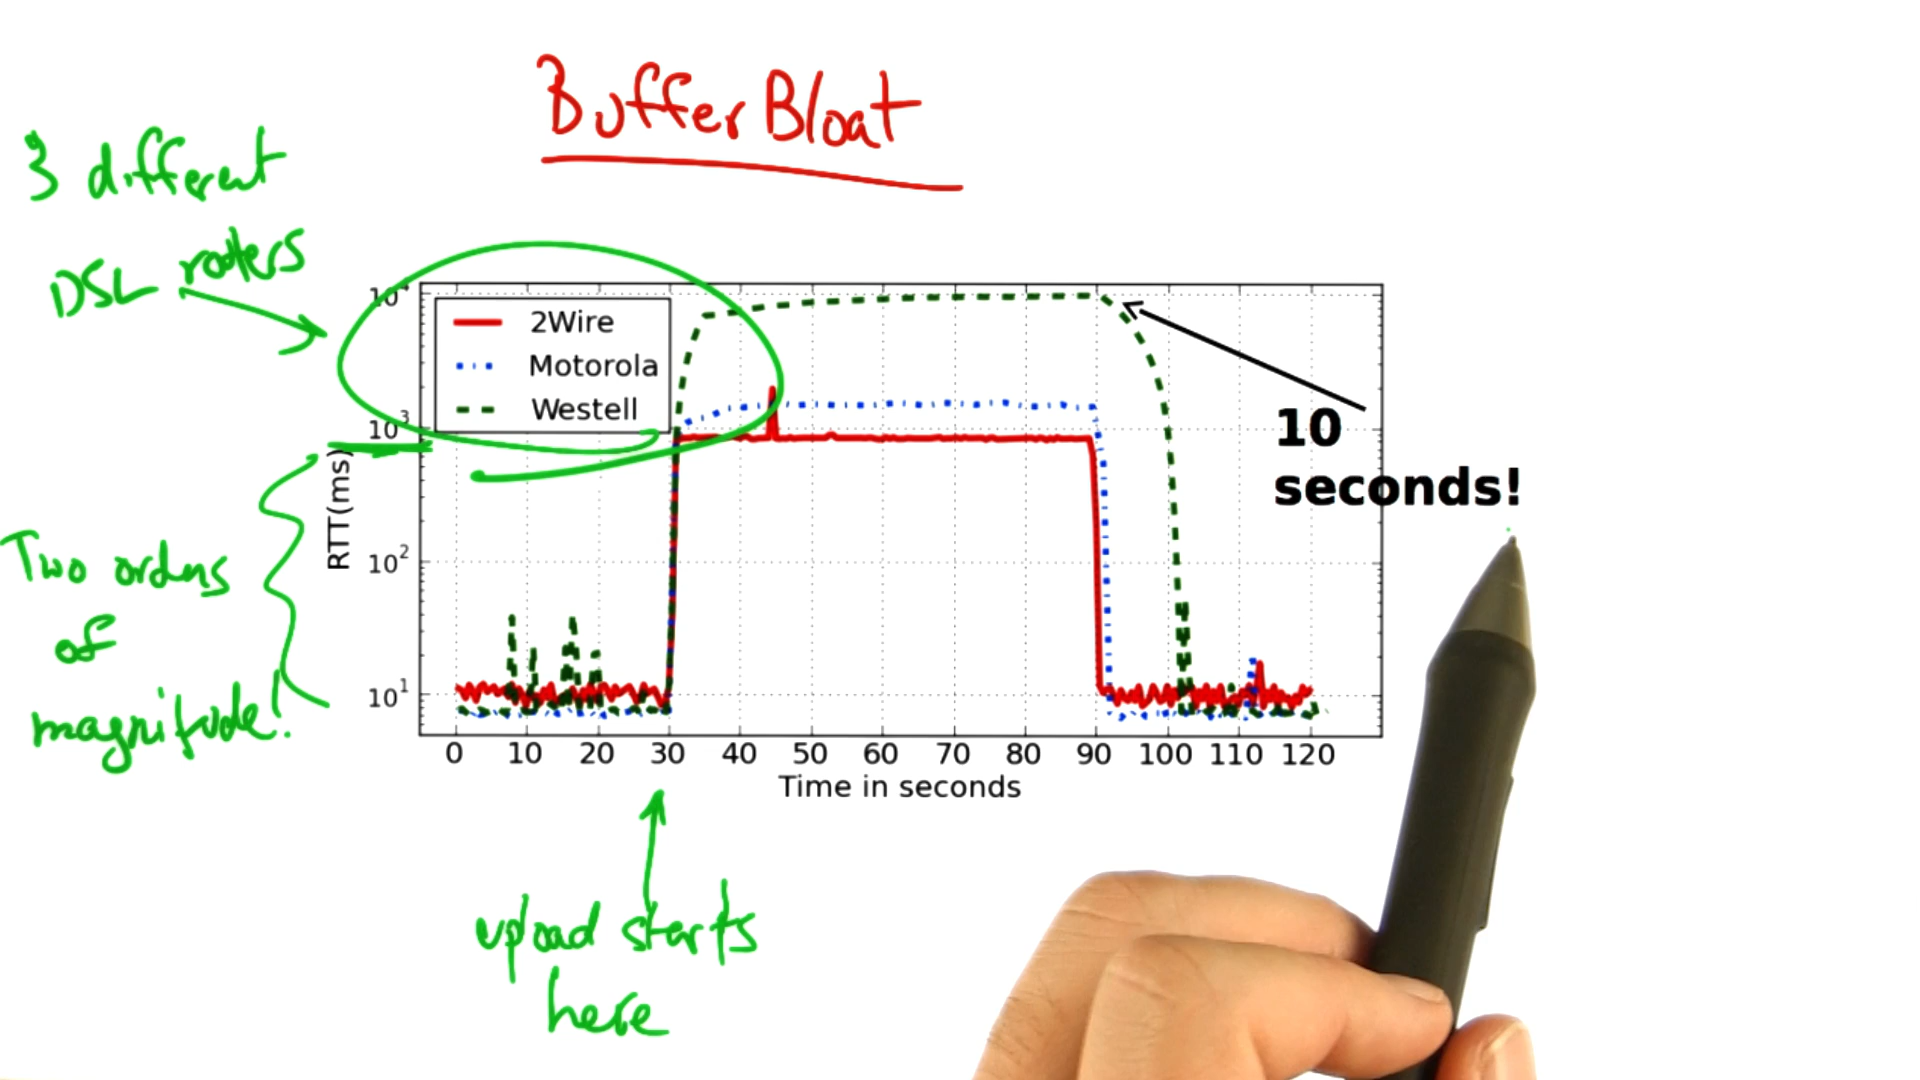 BufferBloat
3 different
DSL routers
10⁴
2Wire
Motorola
Westell
10³
10
seconds!
RTT(ms)
Two orders
of
magnitude!
10²
10¹
0 10 20 30 40 50 60 70 80 90 100 110 120
Time in seconds
upload starts
here